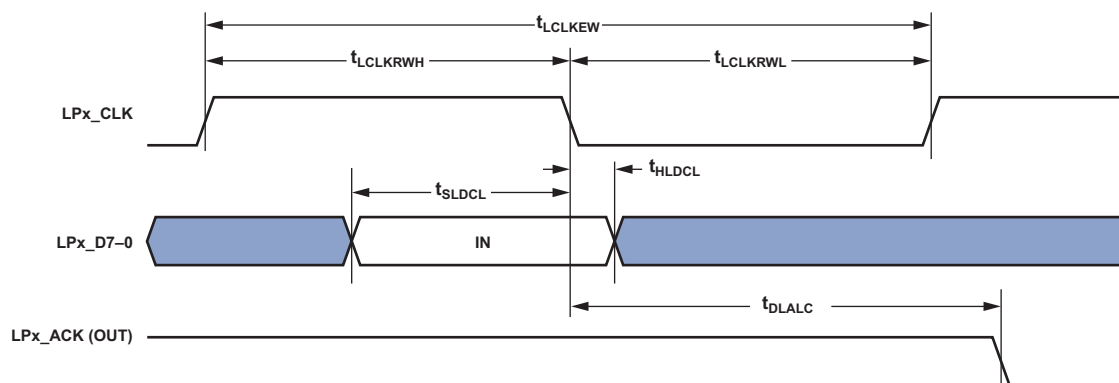 tLCLKEW
tLCLKRWH
tLCLKRWL
LPx_CLK
tHLDCL
tSLDCL
LPx_D7–0
IN
tDLALC
LPx_ACK (OUT)